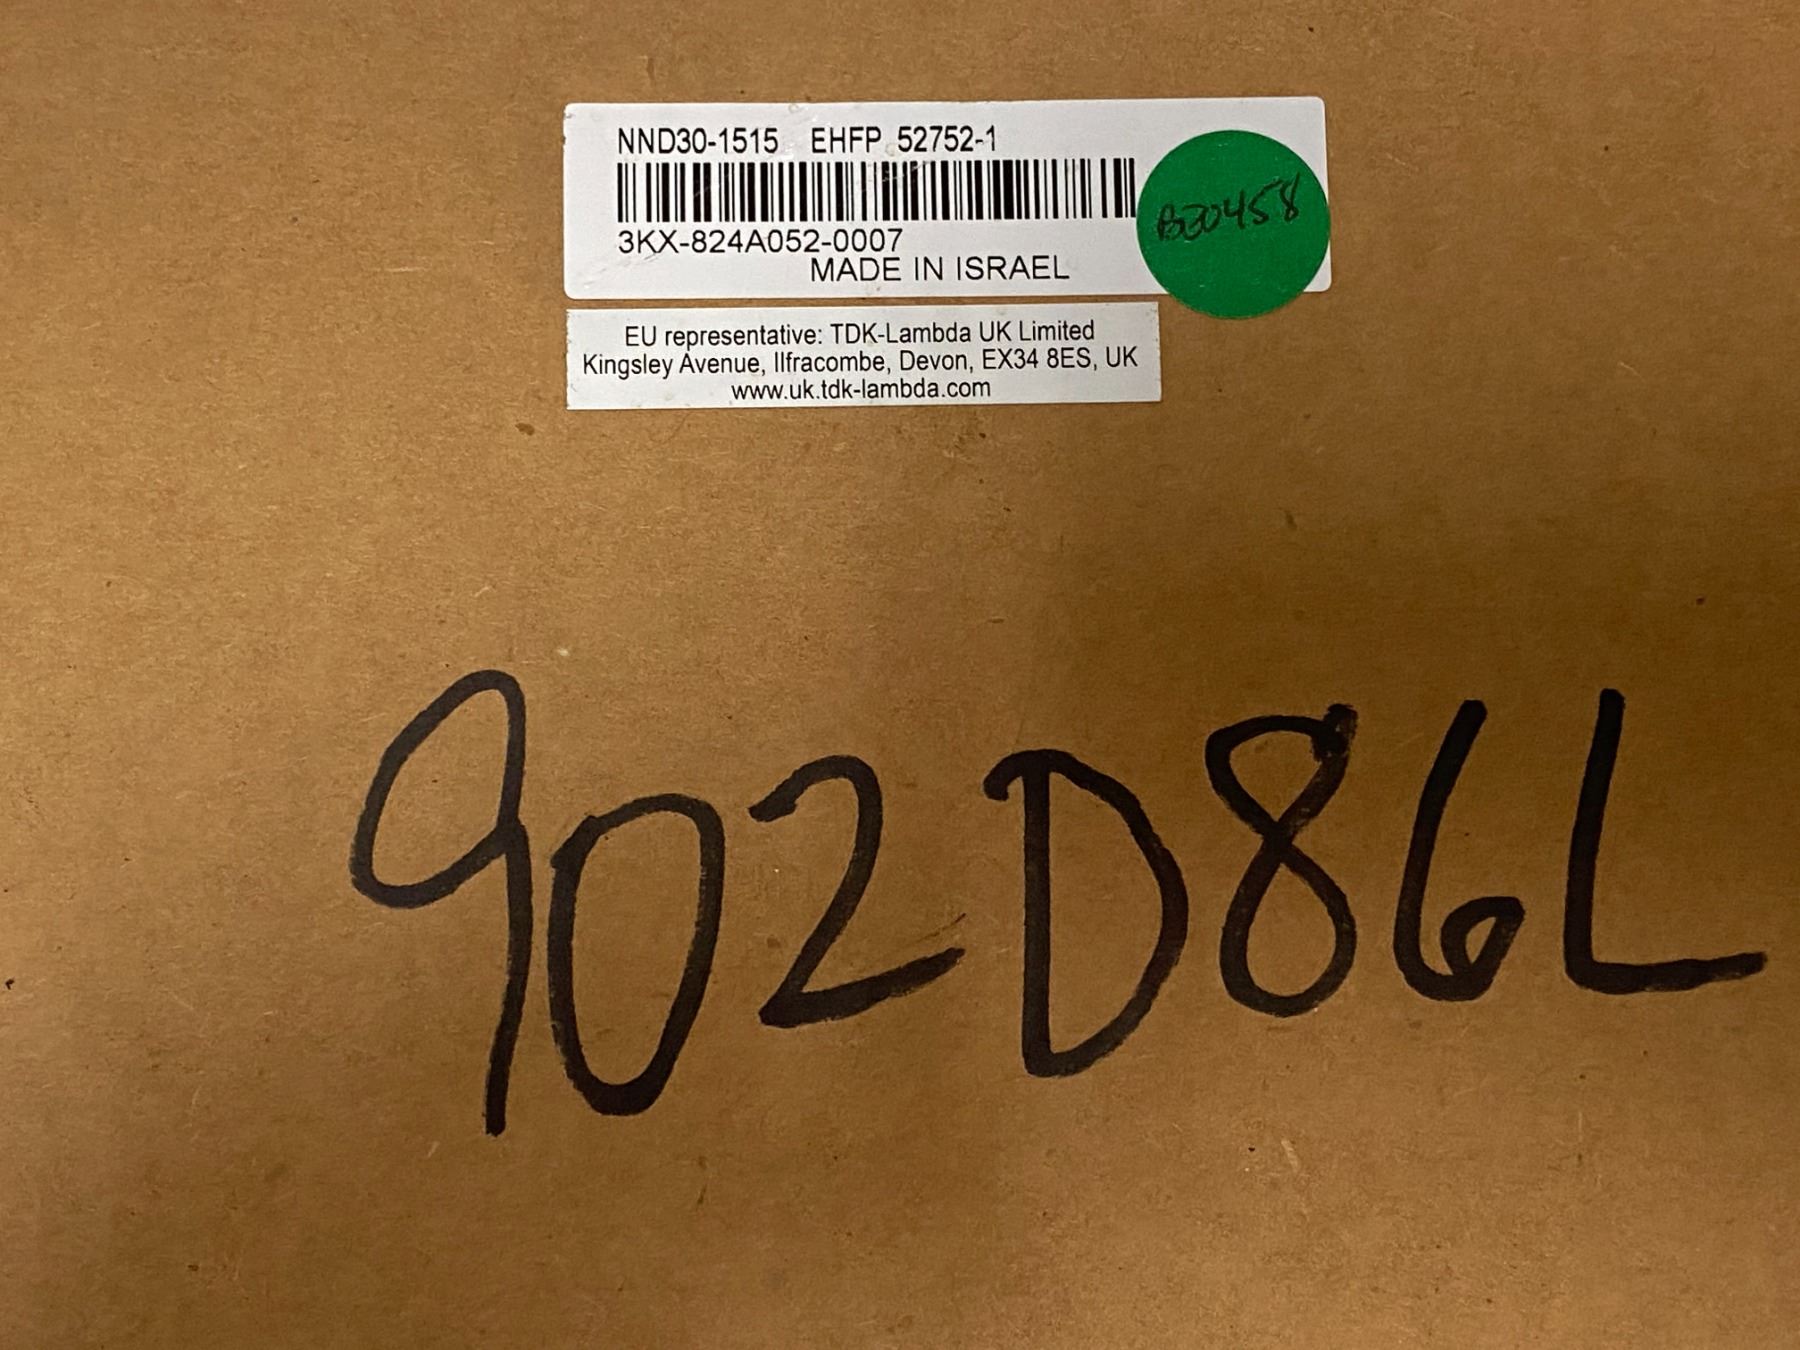 NND30-1515 EHFP 52752-1
3KX-824A052-0007
MADE IN ISRAEL
B20458
EU representative: TDK-Lambda UK Limited
Kingsley Avenue, Ilfracombe, Devon, EX34 8ES, UK
www.uk.tdk-lambda.com
902D86L